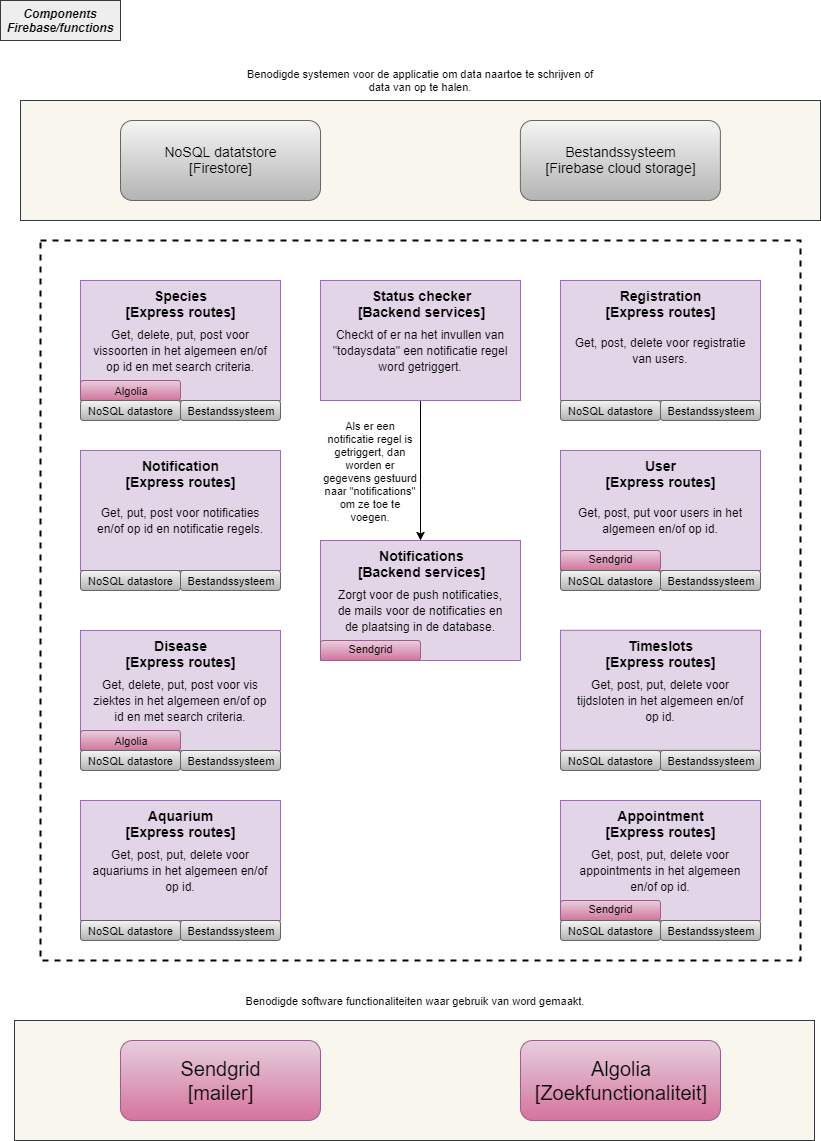 Components
Firebase/functions
Benodigde systemen voor de applicatie om data naartoe te schrijven of
data van op te halen.
NoSQL datatstore
[Firestore]
Bestandssysteem
[Firebase cloud storage]
Species
[Express routes]
Get, delete, put, post voor
vissoorten in het algemeen en/of
op id en met search criteria.
Algolia
NoSQL datastore
Bestandssysteem
Status checker
[Backend services]
Checkt of er na het invullen van
"todaysdata" een notificatie regel
word getriggert.
Registration
[Express routes]
Get, post, delete voor registratie
van users.
NoSQL datastore
Bestandssysteem
Als er een
notificatie regel is
getriggert, dan
worden er
gegevens gestuurd
naar "notifications"
om ze toe te
voegen.
Notification
[Express routes]
Get, put, post voor notificaties
en/of op id en notificatie regels.
NoSQL datastore
Bestandssysteem
User
[Express routes]
Get, post, put voor users in het
algemeen en/of op id.
Sendgrid
NoSQL datastore
Bestandssysteem
Notifications
[Backend services]
Zorgt voor de push notificaties,
de mails voor de notificaties en
de plaatsing in de database.
Sendgrid
Disease
[Express routes]
Get, delete, put, post voor vis
ziektes in het algemeen en/of op
id en met search criteria.
Algolia
NoSQL datastore
Bestandssysteem
Timeslots
[Express routes]
Get, post, put, delete voor
tijdsloten in het algemeen en/of
op id.
NoSQL datastore
Bestandssysteem
Aquarium
[Express routes]
Get, post, put, delete voor
aquariums in het algemeen en/of
op id.
NoSQL datastore
Bestandssysteem
Appointment
[Express routes]
Get, post, put, delete voor
appointments in het algemeen
en/of op id.
Sendgrid
NoSQL datastore
Bestandssysteem
Benodigde software functionaliteiten waar gebruik van word gemaakt.
Sendgrid
[mailer]
Algolia
[Zoekfunctionaliteit]